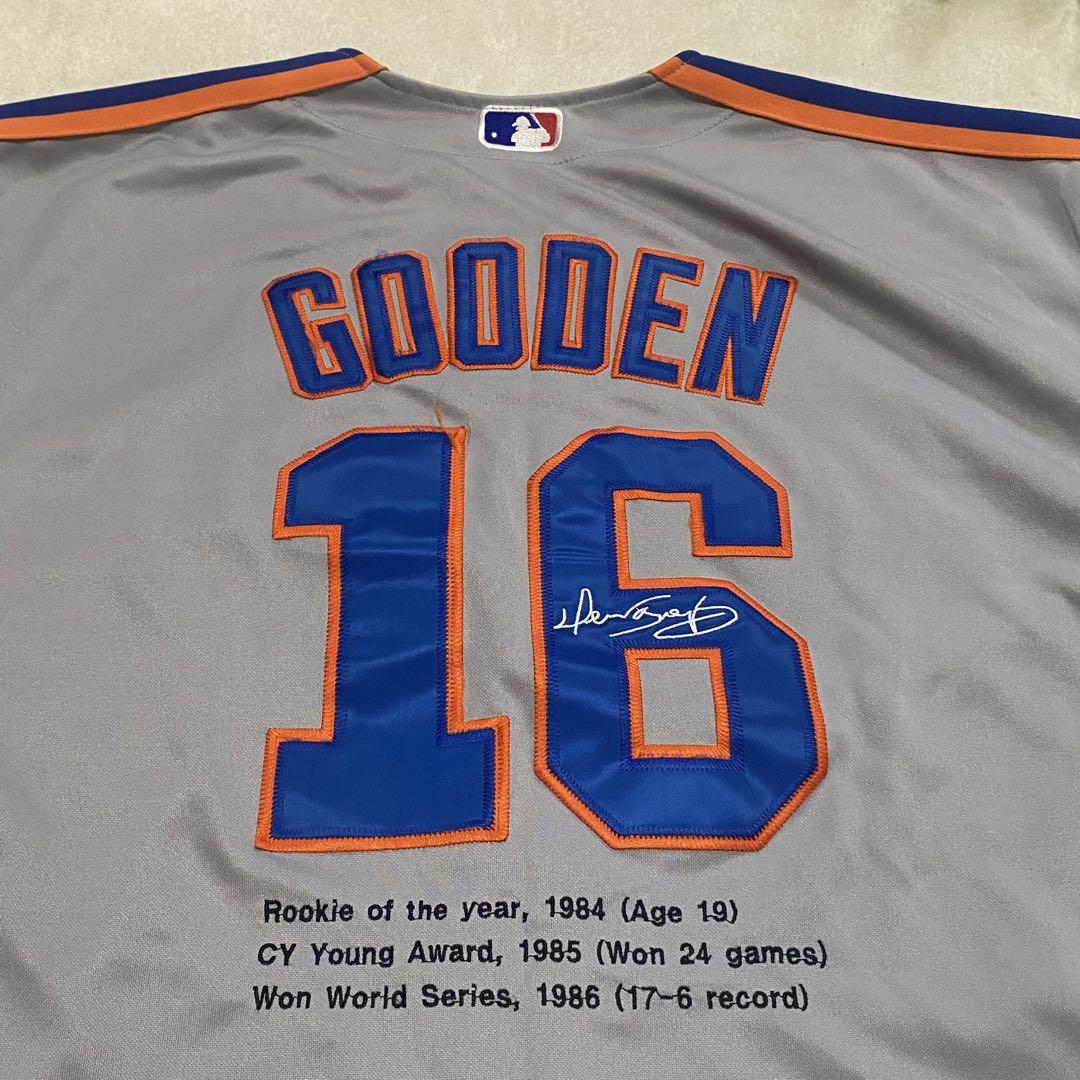 GOODEN
16
Rookie of the year, 1984 (Age 19)
CY Young Award, 1985 (Won 24 games)
Won World Series, 1986 (17-6 record)